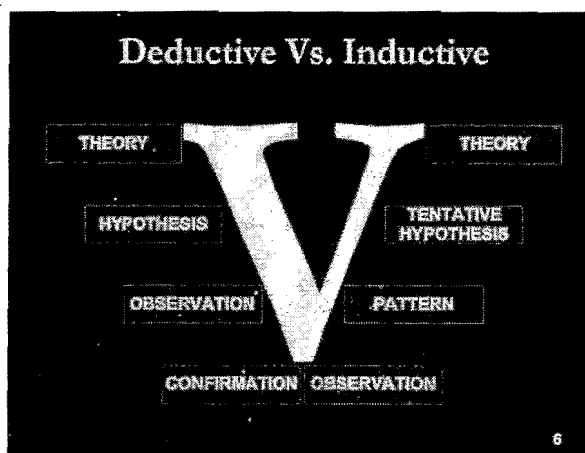 Deductive Vs. Inductive
V
THEORY
THEORY
HYPOTHESIS
TENTATIVE
HYPOTHESIS
OBSERVATION
PATTERN
CONFIRMATION
OBSERVATION
6